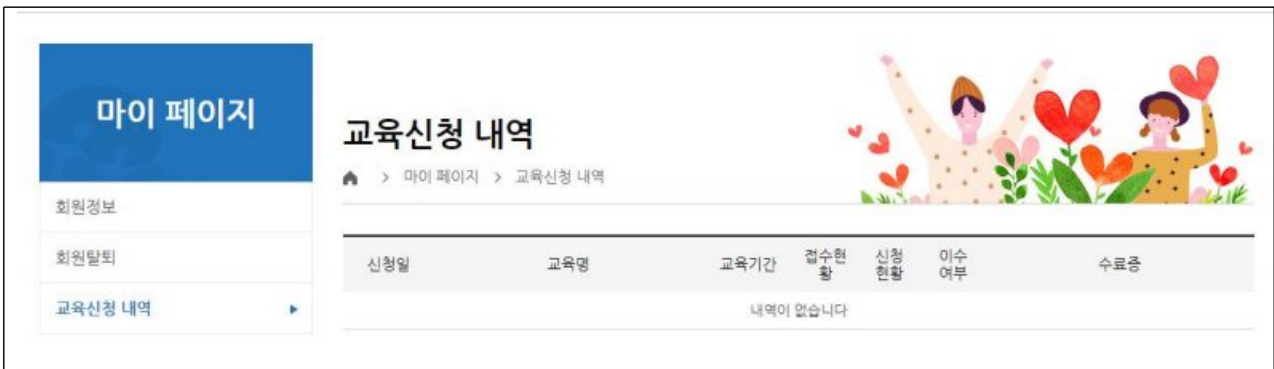 마이 페이지
회원정보
회원탈퇴
교육신청 내역
교육신청 내역
> 마이 페이지 > 교육신청 내역
신청일 교육명 교육기간 접수현황 신청현황 이수여부 수료증
내역이 없습니다